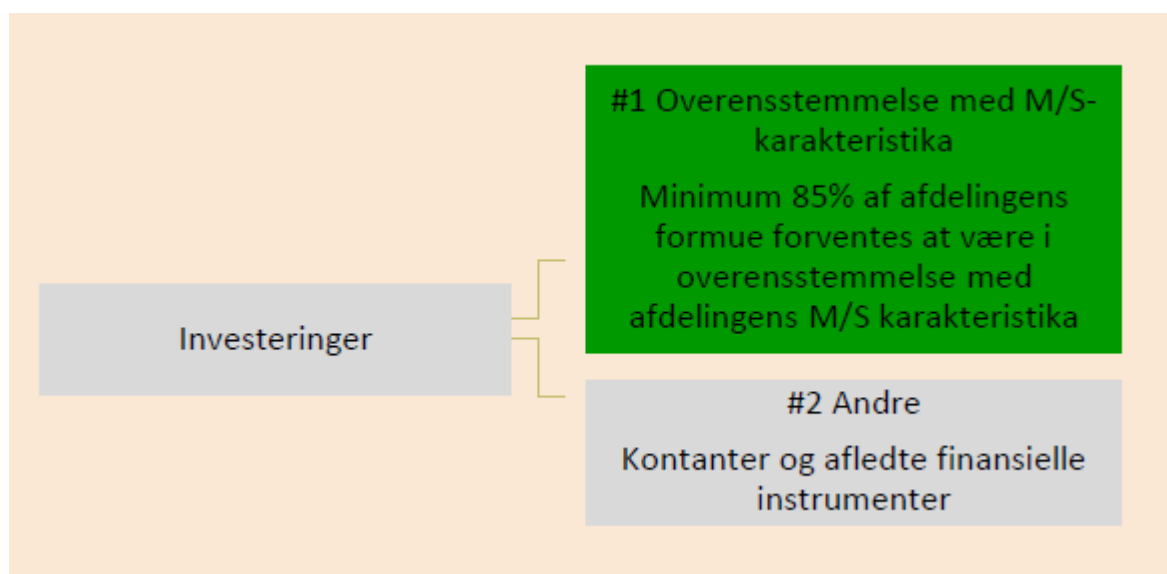 #1 Overensstemmelse med M/S-
karakteristika
Minimum 85% af afdelingens
formue forventes at være i
overensstemmelse med
afdelingens M/S karakteristika
Investeringer
#2 Andre
Kontanter og afledte finansielle
instrumenter